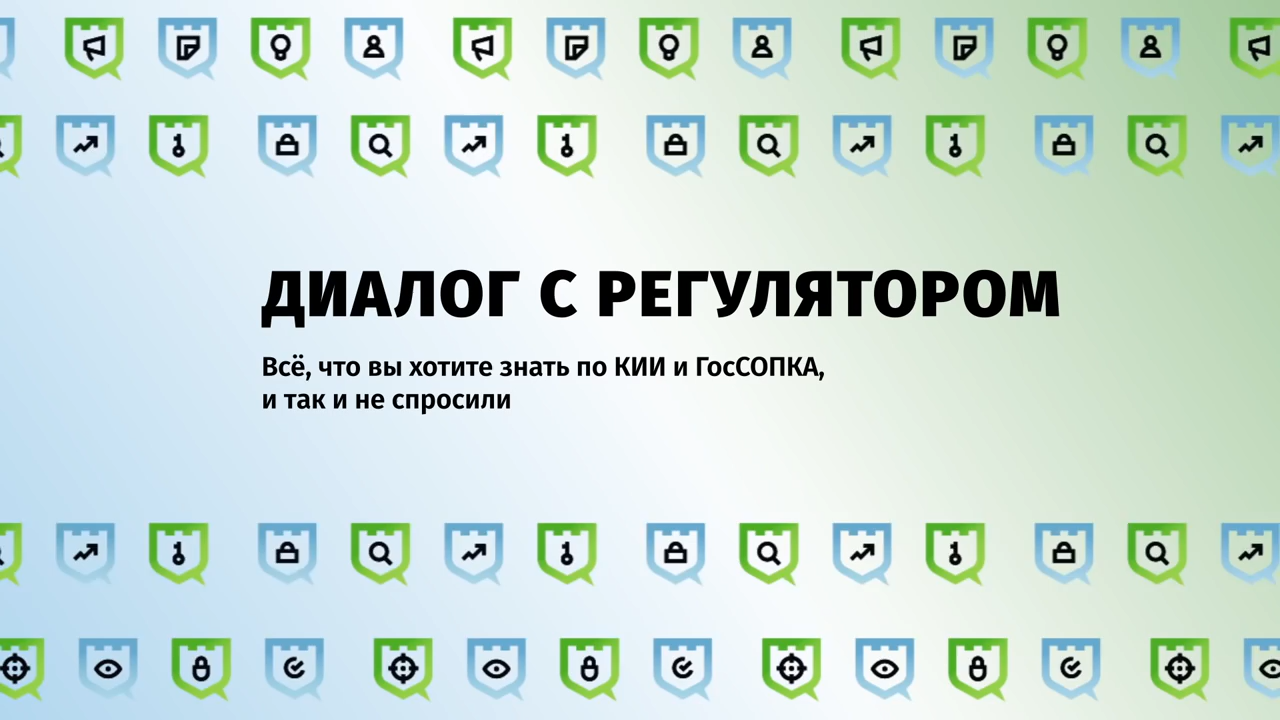 ДИАЛОГ С РЕГУЛЯТОРОМ
Всё, что вы хотите знать по КИИ и ГосСОПКА,
и так и не спросили